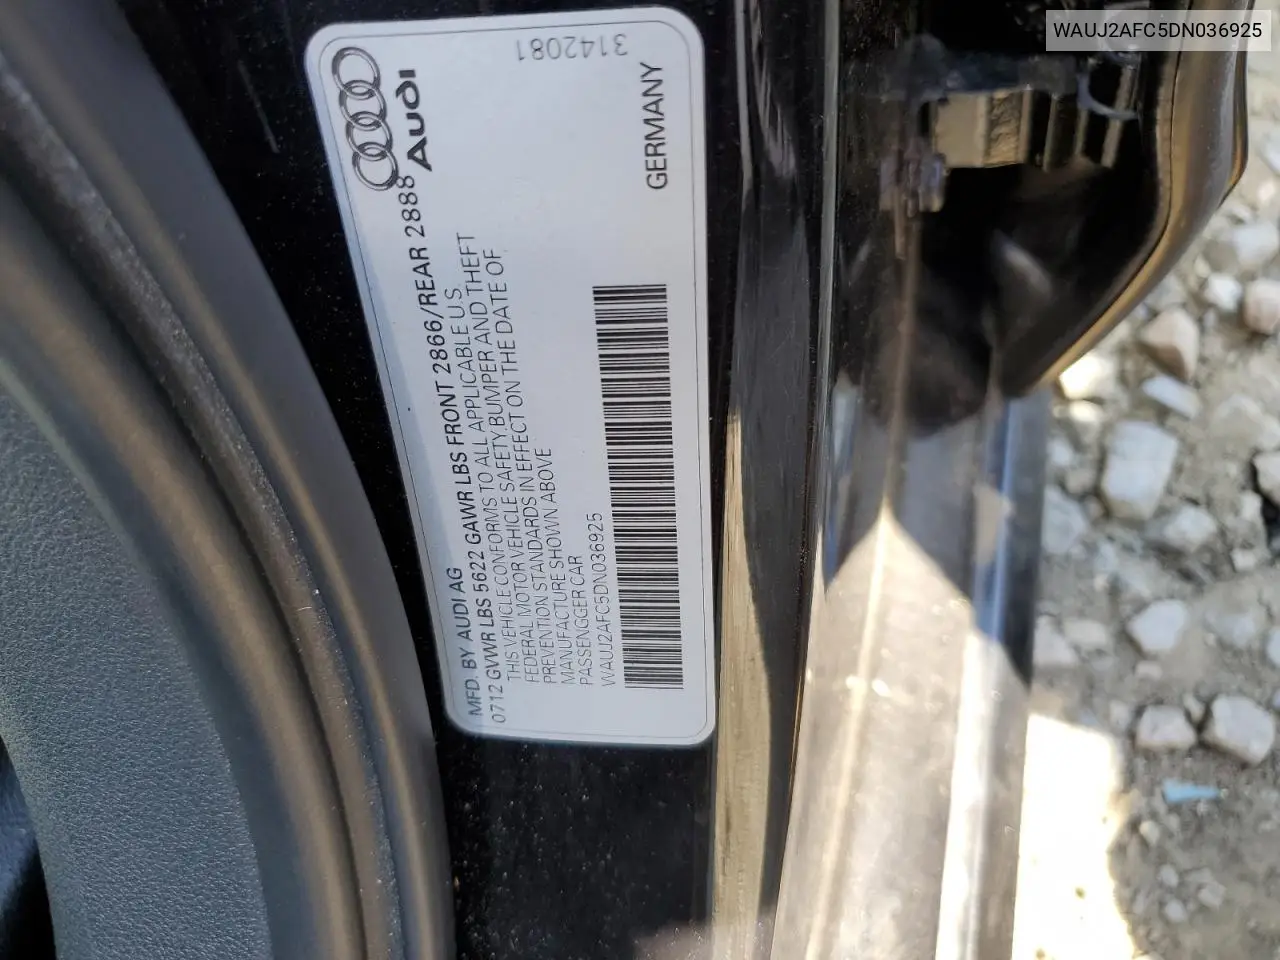 WAUJ2AFC5DN036925
Audi
3142081
GERMANY
MFD. BY AUDI AG
0712 GVWR LBS 5622 GAWR LBS FRONT 2866/REAR 2888
THIS VEHICLE CONFORMS TO ALL APPLICABLE U.S.
FEDERAL MOTOR VEHICLE SAFETY, BUMPER AND THEFT
PREVENTION STANDARDS IN EFFECT ON THE DATE OF
MANUFACTURE SHOWN ABOVE
PASSENGGER CAR
WAUJ2AFC5DN036925